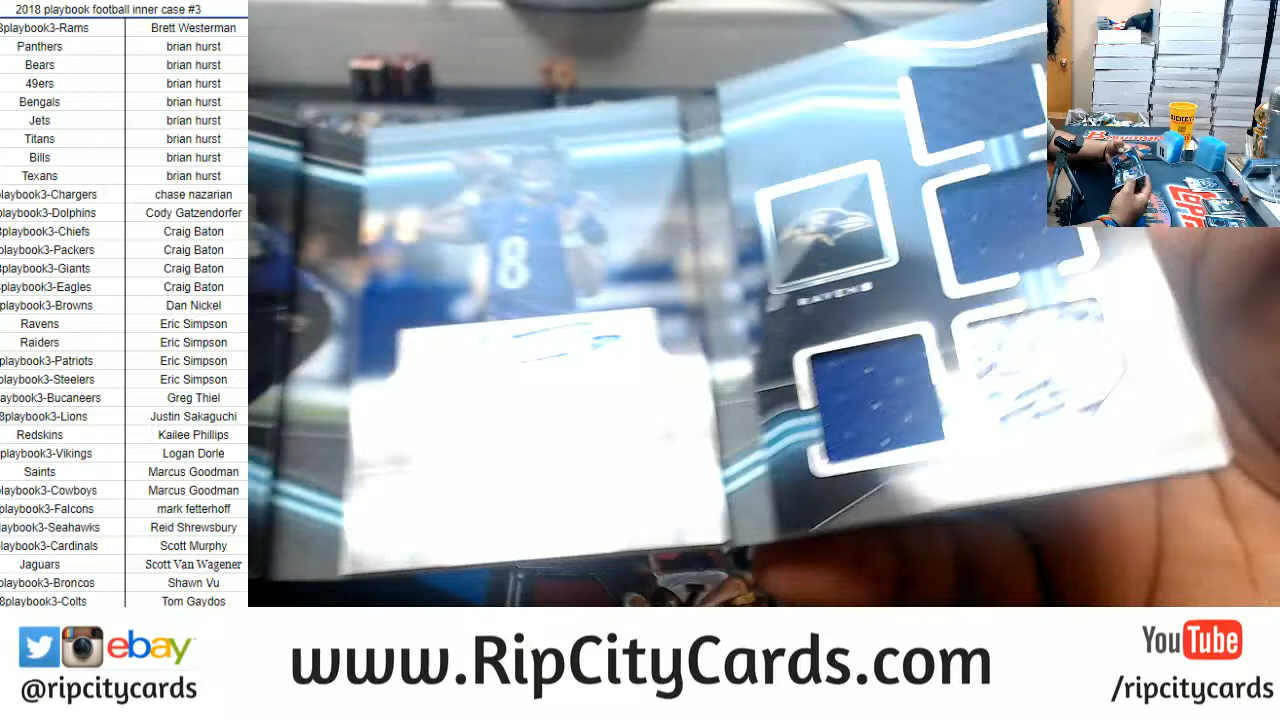 2018 playbook football inner case #3
8playbook3-Rams Brett Westerman
Panthers brian hurst
Bears brian hurst
49ers brian hurst
Bengals brian hurst
Jets brian hurst
Titans brian hurst
Bills brian hurst
Texans brian hurst
playbook3-Chargers chase nazarian
playbook3-Dolphins Cody Gatzendorfer
playbook3-Chiefs Craig Baton
playbook3-Packers Craig Baton
playbook3-Giants Craig Baton
playbook3-Eagles Craig Baton
playbook3-Browns Dan Nickel
Ravens Eric Simpson
Raiders Eric Simpson
playbook3-Patriots Eric Simpson
playbook3-Steelers Eric Simpson
aybook3-Bucaneers Greg Thiel
8playbook3-Lions Justin Sakaguchi
Redskins Kailee Phillips
playbook3-Vikings Logan Dorle
Saints Marcus Goodman
playbook3-Cowboys Marcus Goodman
playbook3-Falcons mark fetterhoff
playbook3-Seahawks Reid Shrewsbury
playbook3-Cardinals Scott Murphy
Jaguars Scott Van Wagener
playbook3-Broncos Shawn Vu
8playbook3-Colts Tom Gaydos
8
RAVENS
ebay
@ripcitycards
www.RipCityCards.com
YouTube
/ripcitycards